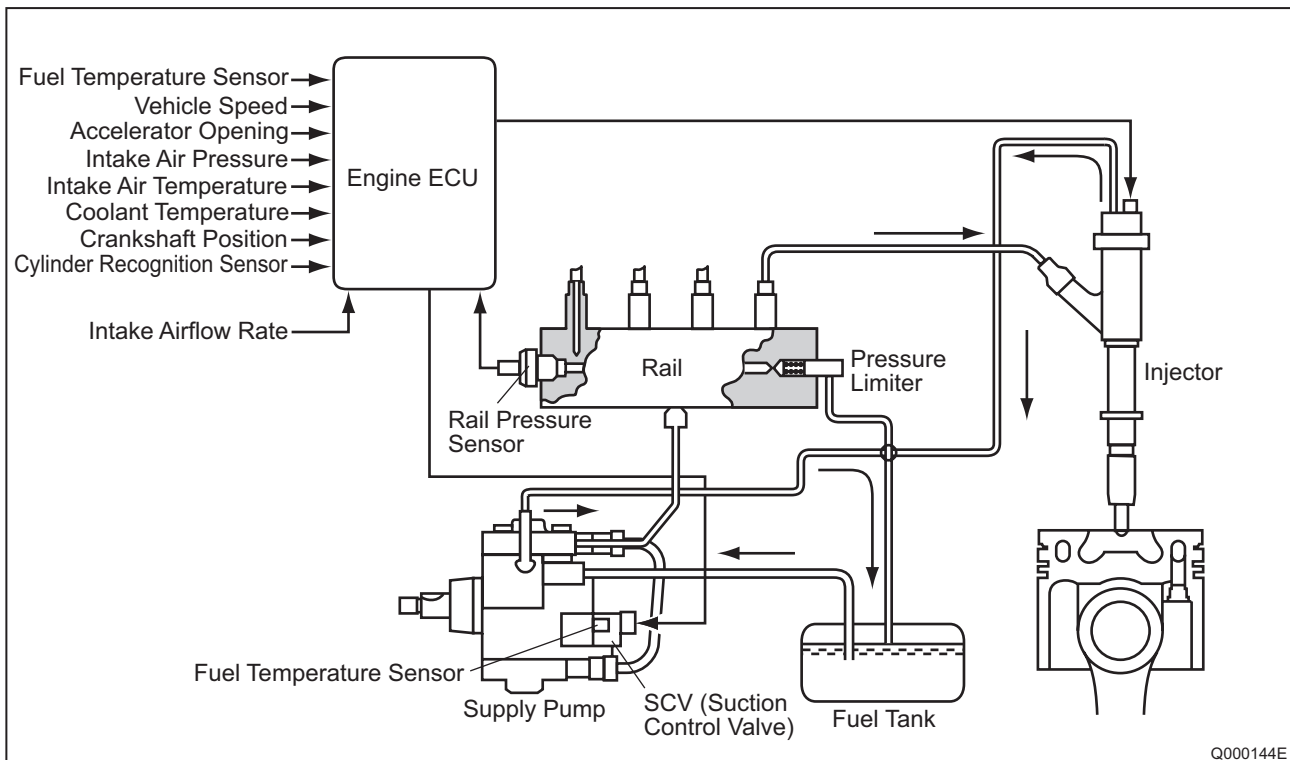 Fuel Temperature Sensor
Vehicle Speed
Accelerator Opening
Intake Air Pressure
Intake Air Temperature
Coolant Temperature
Crankshaft Position
Cylinder Recognition Sensor
Intake Airflow Rate
Engine ECU
Rail
Pressure
Limiter
Rail Pressure
Sensor
Injector
Fuel Temperature Sensor
Supply Pump
SCV (Suction
Control Valve)
Fuel Tank
Q000144E